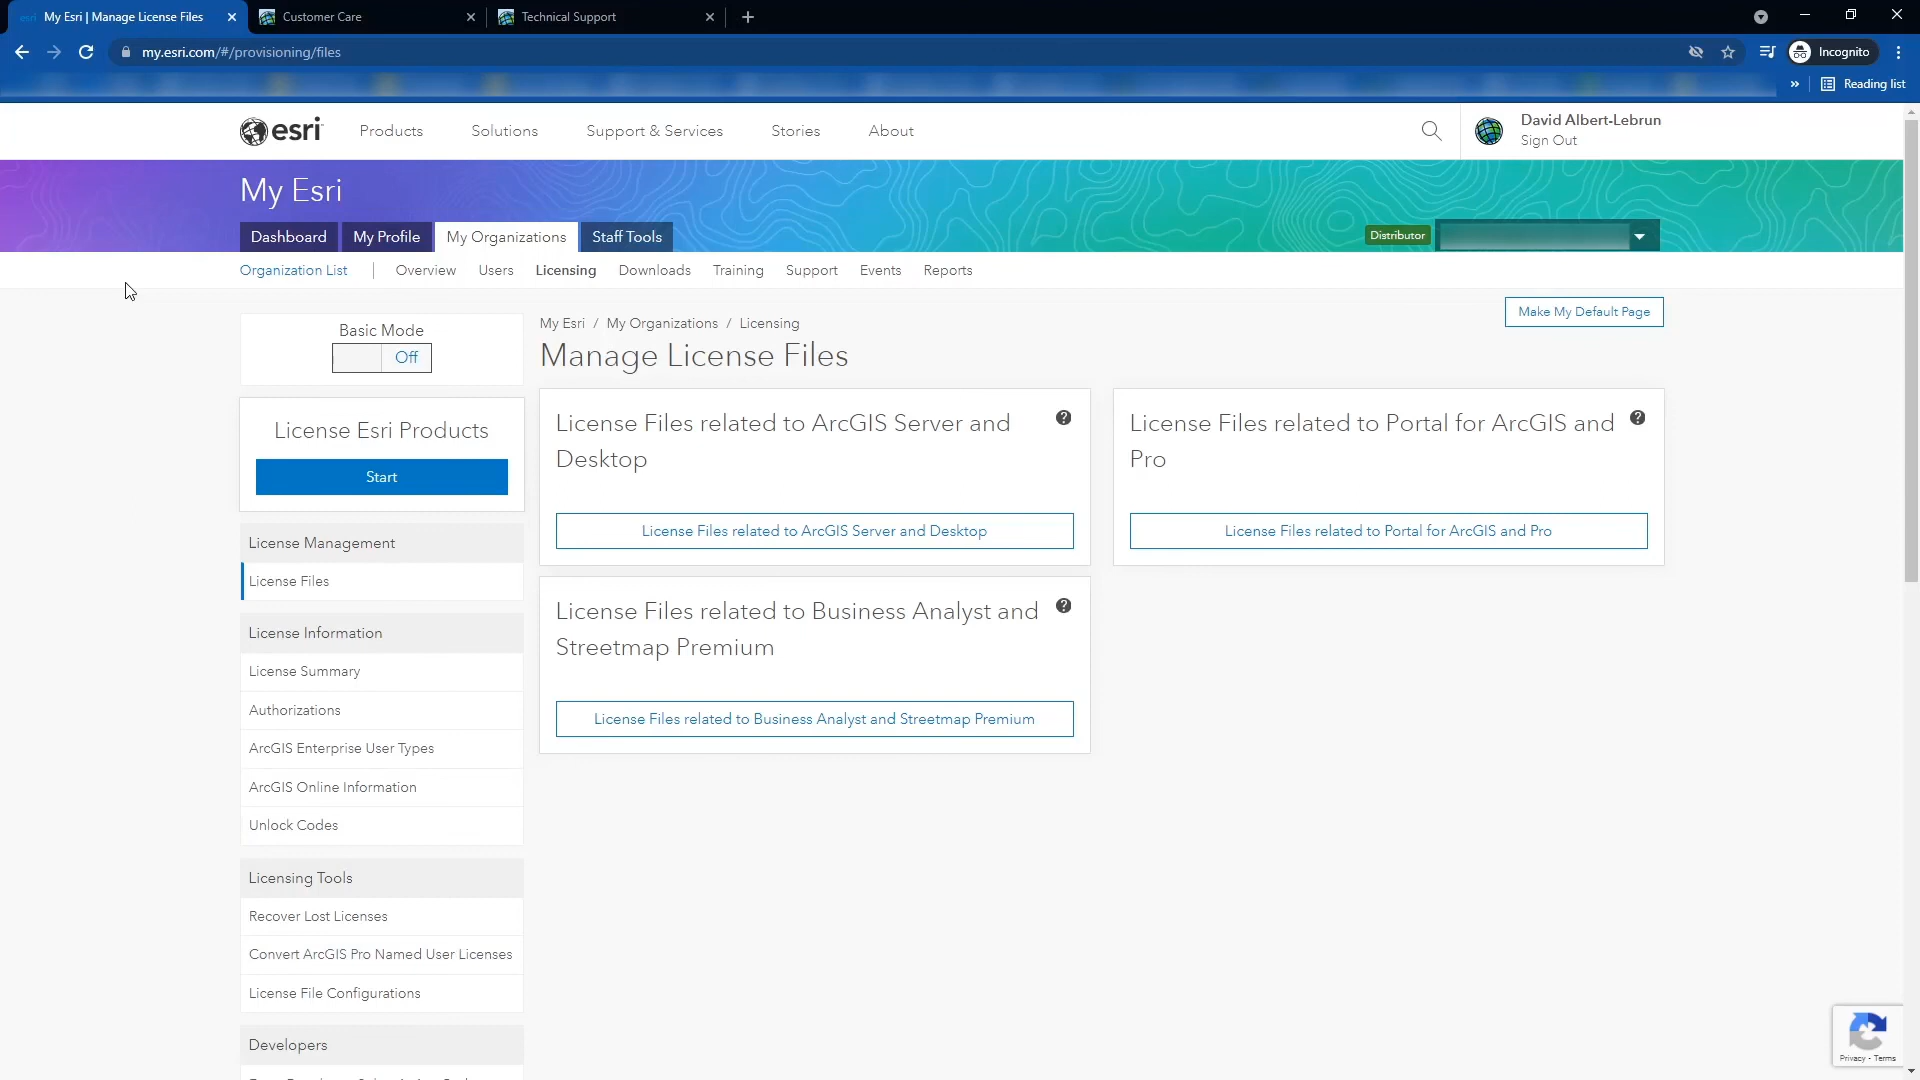 esri My Esri | Manage License Files
Customer Care
Technical Support
my.esri.com/#/provisioning/files
Incognito
Reading list
esri
Products
Solutions
Support & Services
Stories
About
David Albert-Lebrun
Sign Out
My Esri
Dashboard
My Profile
My Organizations
Staff Tools
Distributor
Organization List
Overview
Users
Licensing
Downloads
Training
Support
Events
Reports
Basic Mode
Off
My Esri / My Organizations / Licensing
Make My Default Page
Manage License Files
License Esri Products
Start
License Management
License Files
License Information
License Summary
Authorizations
ArcGIS Enterprise User Types
ArcGIS Online Information
Unlock Codes
Licensing Tools
Recover Lost Licenses
Convert ArcGIS Pro Named User Licenses
License File Configurations
Developers
License Files related to ArcGIS Server and
Desktop
License Files related to ArcGIS Server and Desktop
License Files related to Portal for ArcGIS and
Pro
License Files related to Portal for ArcGIS and Pro
License Files related to Business Analyst and
Streetmap Premium
License Files related to Business Analyst and Streetmap Premium
Privacy - Terms